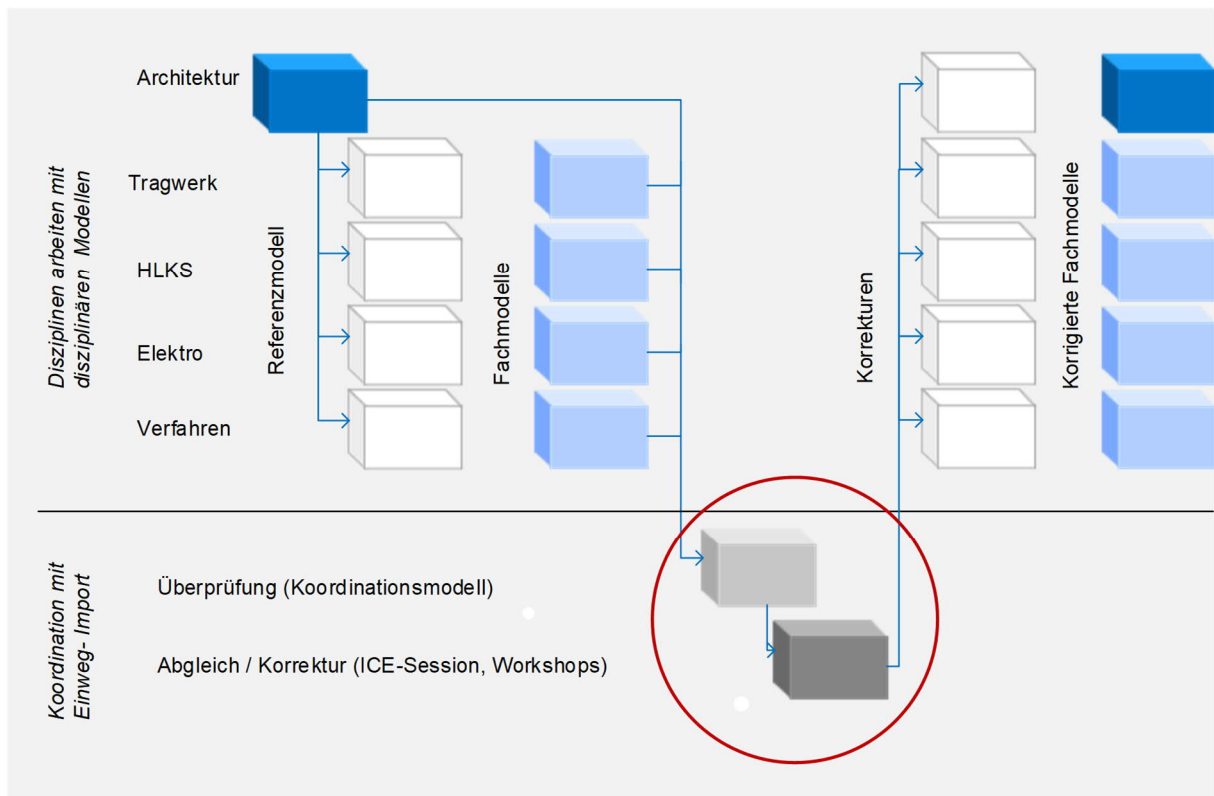 Architektur
Tragwerk
HLKS
Elektro
Verfahren
Disziplinen arbeiten mit
disziplinären Modellen
Referenzmodell
Fachmodelle
Korrekturen
Korrigierte Fachmodelle
Koordination mit
Einweg- Import
Überprüfung (Koordinationsmodell)
Abgleich / Korrektur (ICE-Session, Workshops)